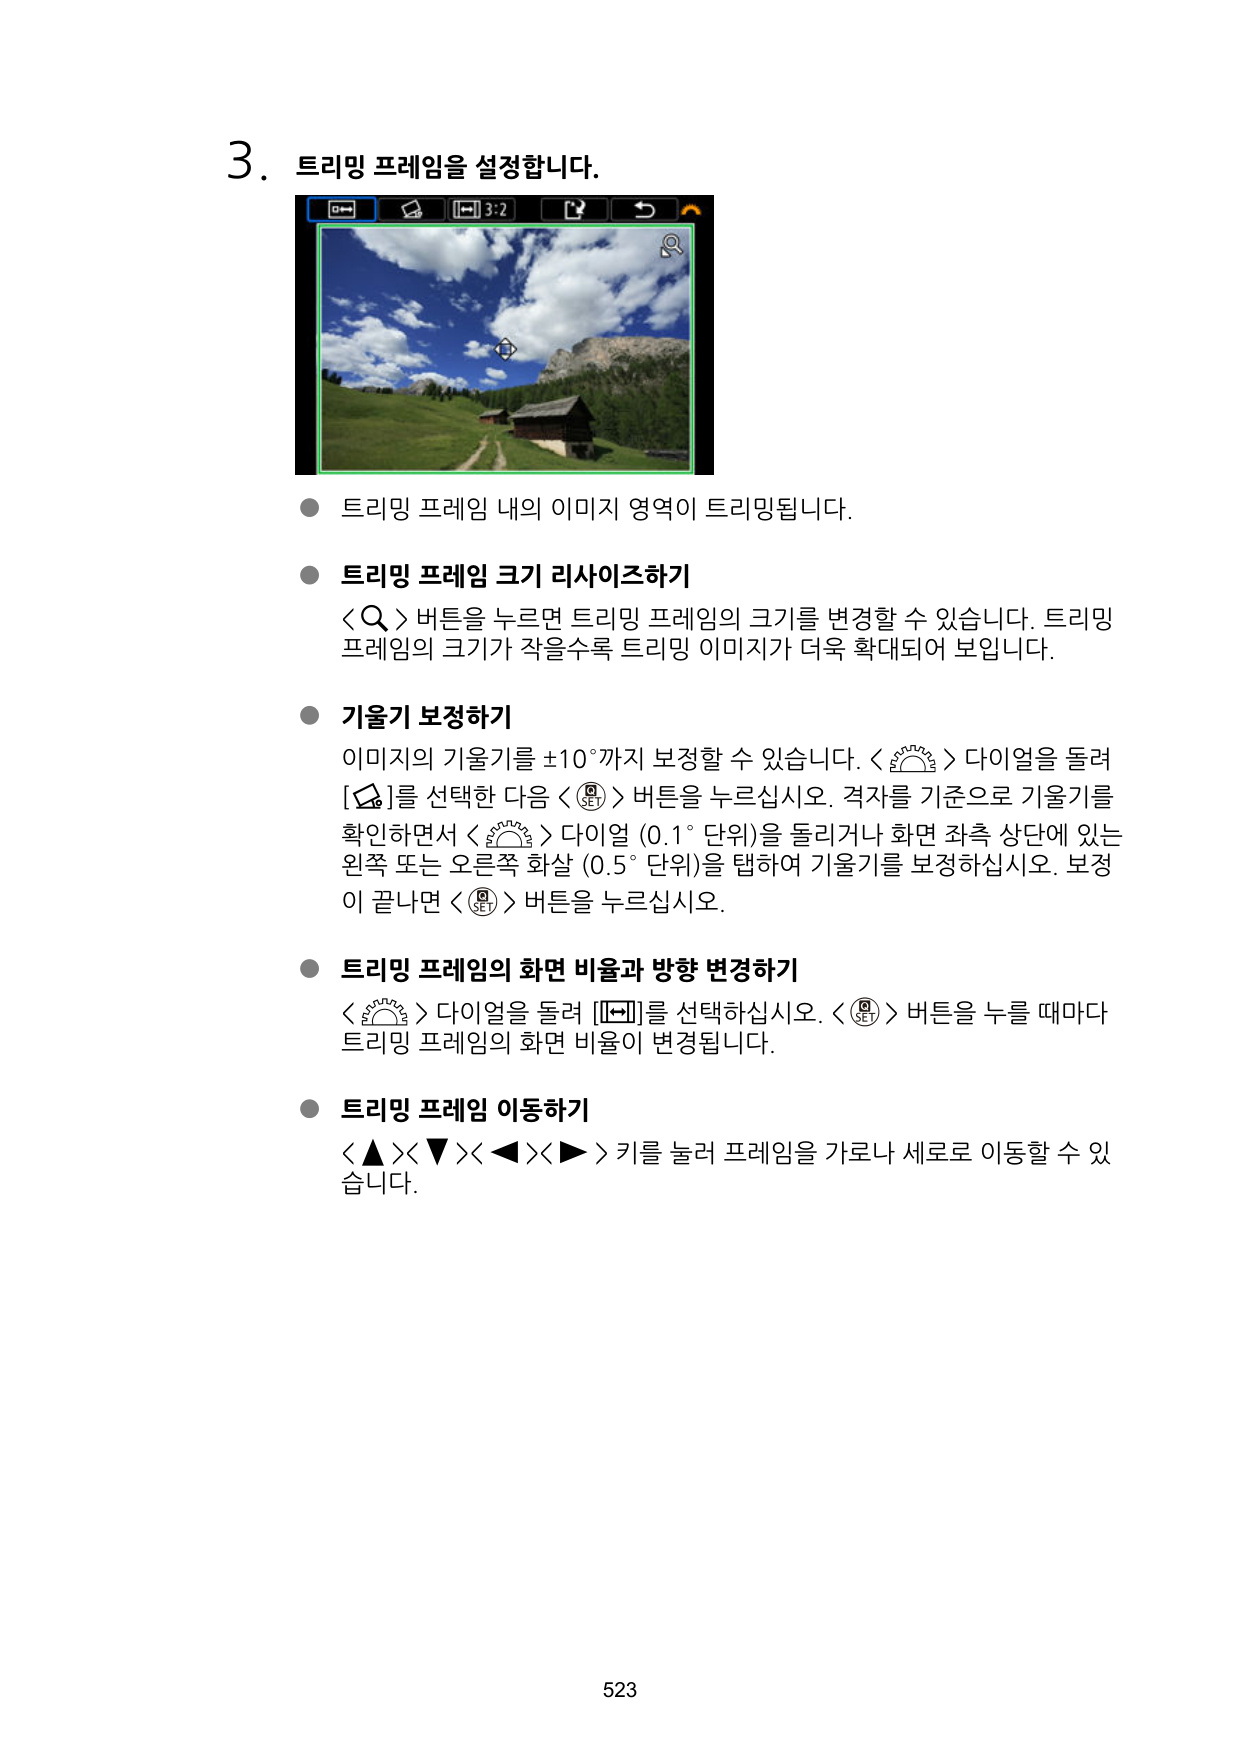 3. 트리밍 프레임을 설정합니다.
3:2
● 트리밍 프레임 내의 이미지 영역이 트리밍됩니다.
● 트리밍 프레임 크기 리사이즈하기
< > 버튼을 누르면 트리밍 프레임의 크기를 변경할 수 있습니다. 트리밍
프레임의 크기가 작을수록 트리밍 이미지가 더욱 확대되어 보입니다.
● 기울기 보정하기
이미지의 기울기를 ±10°까지 보정할 수 있습니다. < > 다이얼을 돌려
[ ]를 선택한 다음 < Q SET > 버튼을 누르십시오. 격자를 기준으로 기울기를
확인하면서 < > 다이얼 (0.1° 단위)을 돌리거나 화면 좌측 상단에 있는
왼쪽 또는 오른쪽 화살 (0.5° 단위)을 탭하여 기울기를 보정하십시오. 보정
이 끝나면 < Q SET > 버튼을 누르십시오.
● 트리밍 프레임의 화면 비율과 방향 변경하기
< > 다이얼을 돌려 [ ]를 선택하십시오. < Q SET > 버튼을 누를 때마다
트리밍 프레임의 화면 비율이 변경됩니다.
● 트리밍 프레임 이동하기
< ▲ >< ▼ >< ◀ >< ▶ > 키를 눌러 프레임을 가로나 세로로 이동할 수 있
습니다.
523